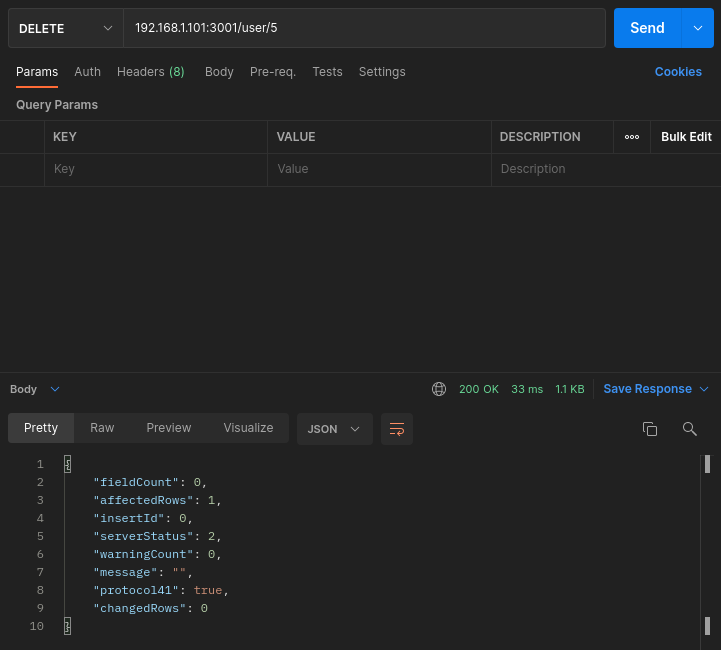 DELETE 192.168.1.101:3001/user/5 Send
Params Auth Headers (8) Body Pre-req. Tests Settings Cookies
Query Params
KEY VALUE DESCRIPTION ooo Bulk Edit
Key Value Description
Body 200 OK 33 ms 1.1 KB Save Response
Pretty Raw Preview Visualize JSON
1 {
2 "fieldCount": 0,
3 "affectedRows": 1,
4 "insertId": 0,
5 "serverStatus": 2,
6 "warningCount": 0,
7 "message": "",
8 "protocol41": true,
9 "changedRows": 0
10 }